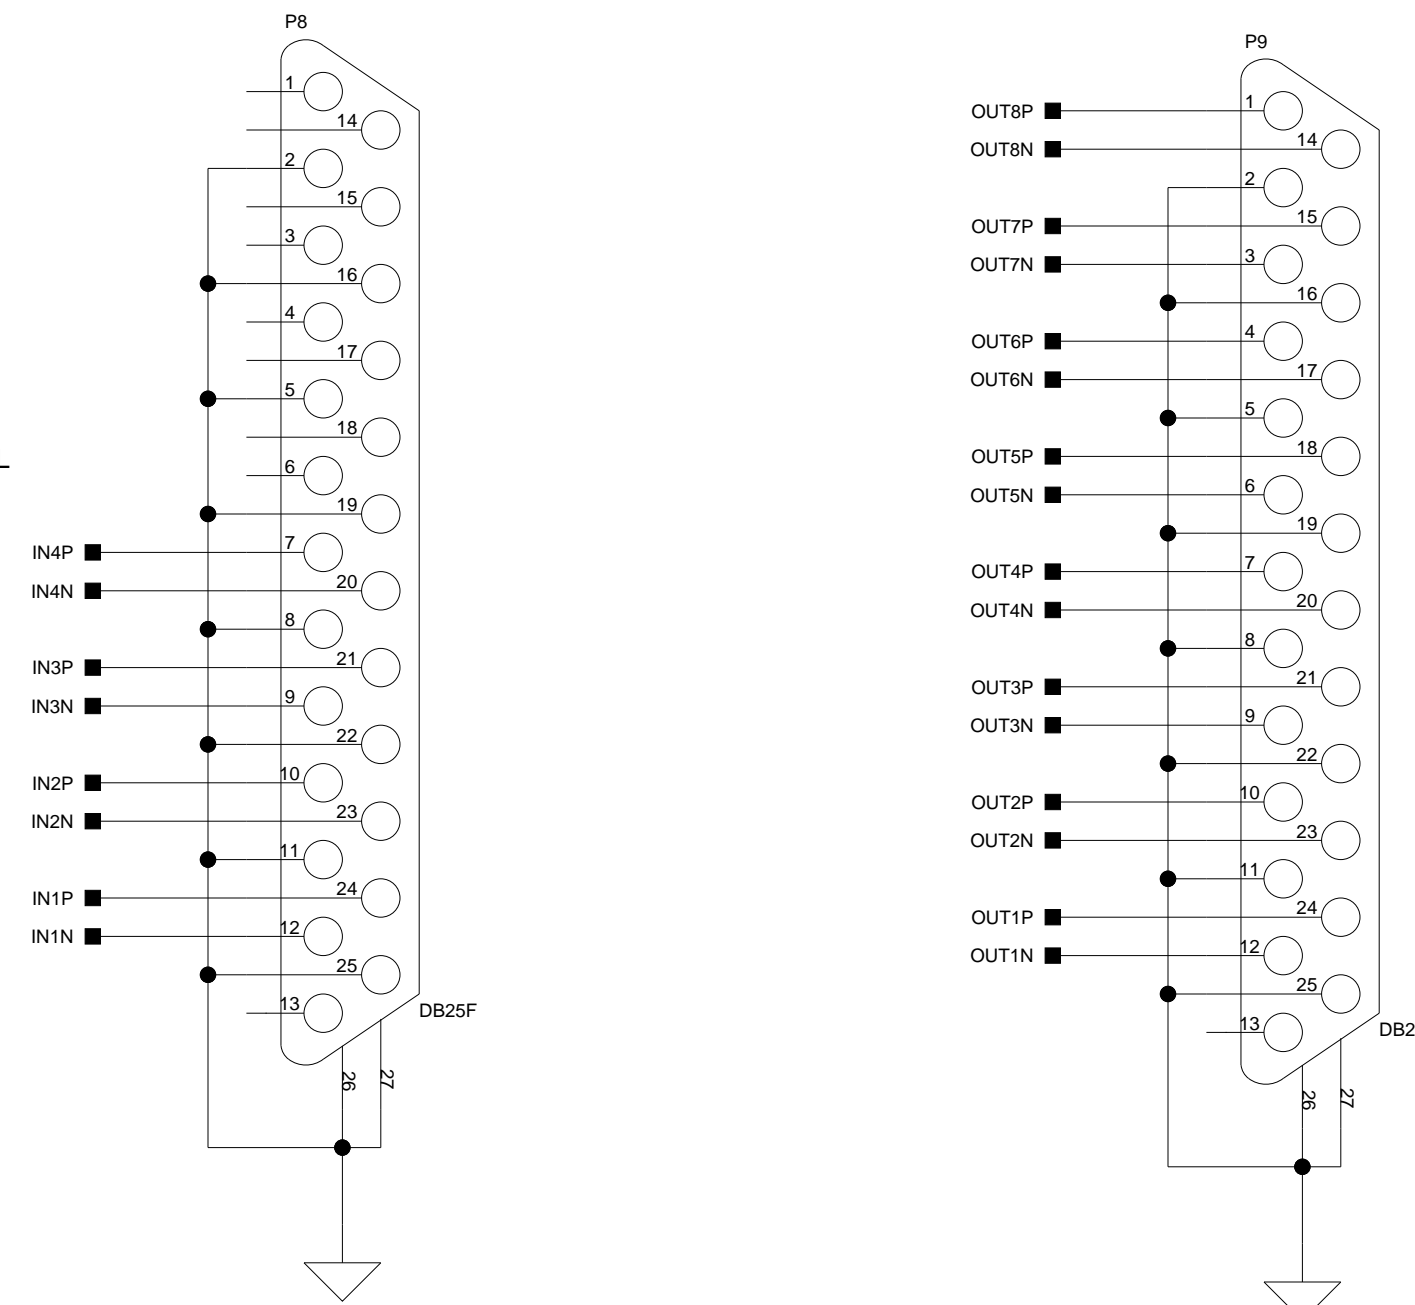 P8
1
14
2
15
3
16
4
17
5
18
6
19
IN4P 7
IN4N 20
8
IN3P 21
IN3N 9
22
IN2P 10
IN2N 23
11
IN1P 24
IN1N 12
25
13
DB25F
26 27
P9
OUT8P 1
OUT8N 14
2
OUT7P 15
OUT7N 3
16
OUT6P 4
OUT6N 17
5
OUT5P 18
OUT5N 6
19
OUT4P 7
OUT4N 20
8
OUT3P 21
OUT3N 9
22
OUT2P 10
OUT2N 23
11
OUT1P 24
OUT1N 12
25
13
DB2
26 27